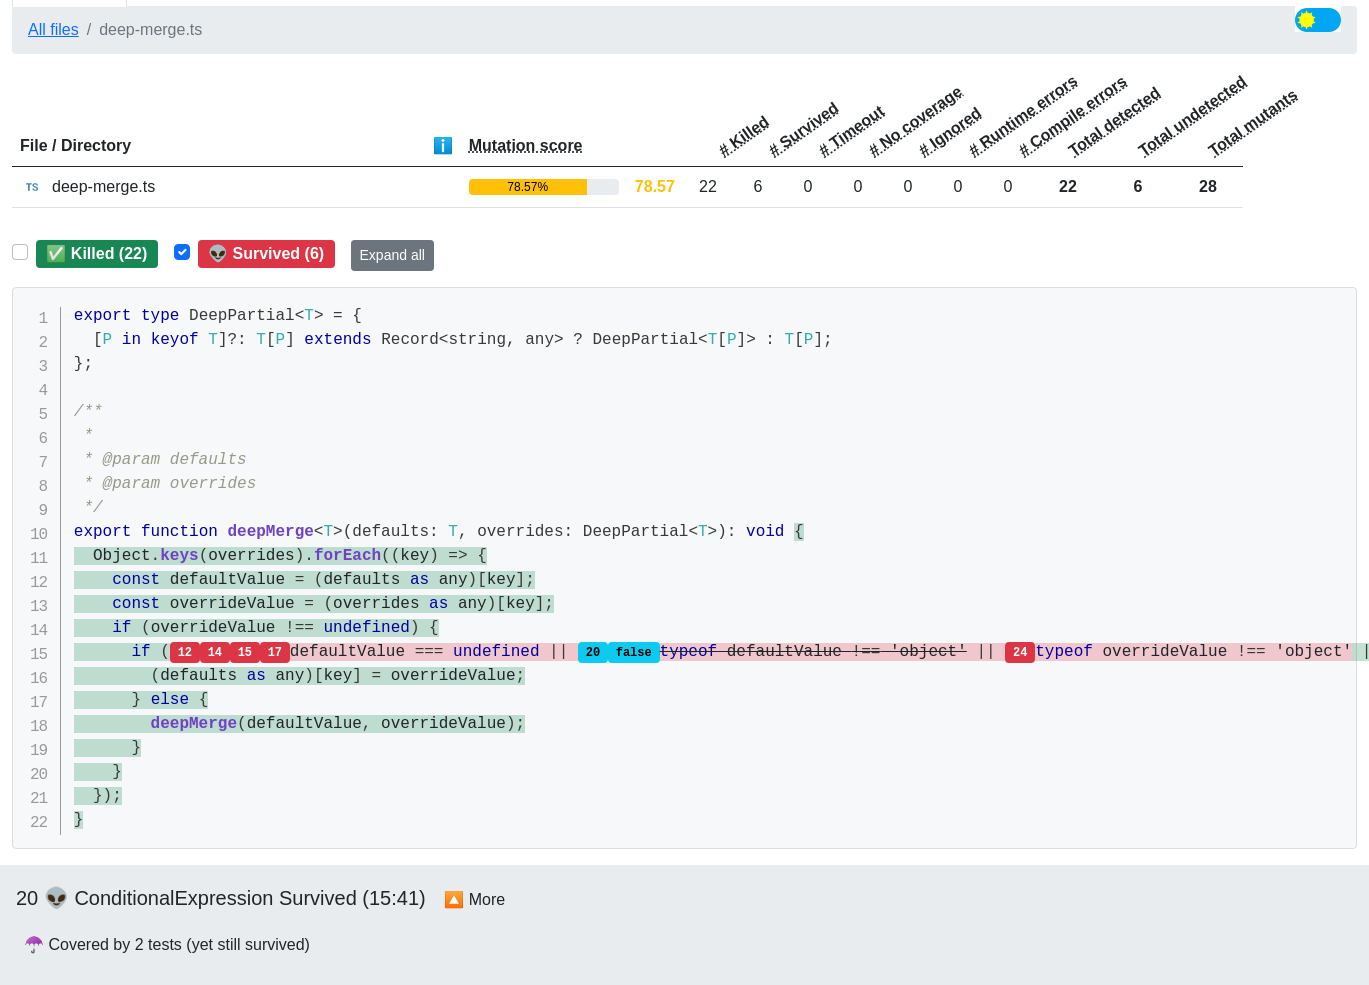 All files / deep-merge.ts
File / Directory ℹ Mutation score # Killed # Survived # Timeout # No coverage # Ignored # Runtime errors # Compile errors Total detected Total undetected Total mutants
TS deep-merge.ts 78.57% 78.57 22 6 0 0 0 0 0 22 6 28
✅ Killed (22) 👽 Survived (6) Expand all
1 export type DeepPartial<T> = {
2   [P in keyof T]?: T[P] extends Record<string, any> ? DeepPartial<T[P]> : T[P];
3 };
4
5 /**
6  *
7  * @param defaults
8  * @param overrides
9  */
10 export function deepMerge<T>(defaults: T, overrides: DeepPartial<T>): void {
11   Object.keys(overrides).forEach((key) => {
12     const defaultValue = (defaults as any)[key];
13     const overrideValue = (overrides as any)[key];
14     if (overrideValue !== undefined) {
15       if (12 14 15 17 defaultValue === undefined || 20 false typeof defaultValue !== 'object' || 24 typeof overrideValue !== 'object' |
16         (defaults as any)[key] = overrideValue;
17       } else {
18         deepMerge(defaultValue, overrideValue);
19       }
20     }
21   });
22 }
20 👽 ConditionalExpression Survived (15:41) 🔼 More
☂ Covered by 2 tests (yet still survived)